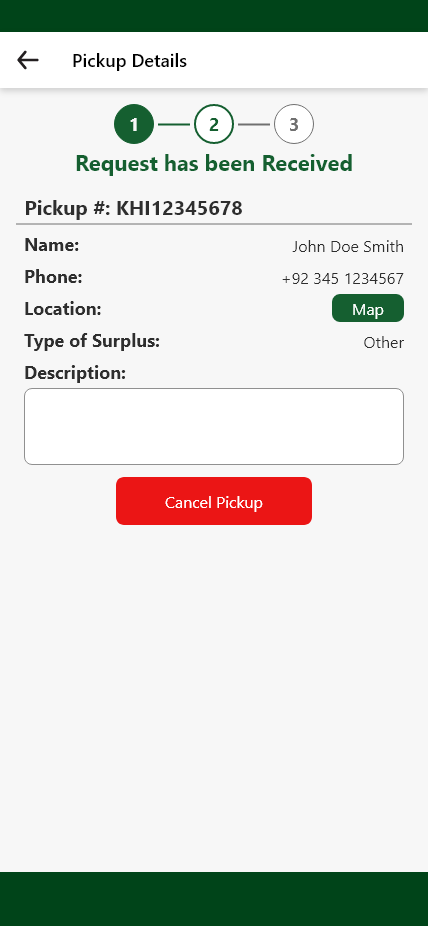 Pickup Details
1 2 3
Request has been Received
Pickup #: KHI12345678
Name: John Doe Smith
Phone: +92 345 1234567
Location: Map
Type of Surplus: Other
Description:
Cancel Pickup